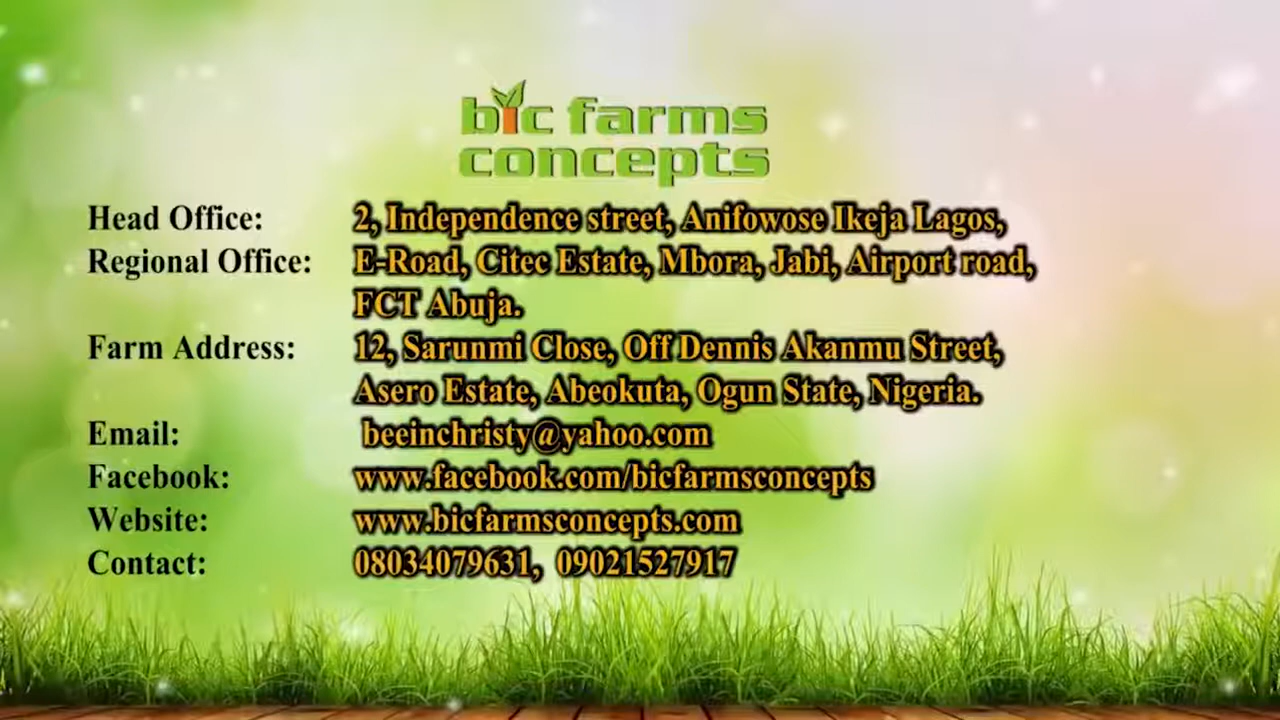 bic farms
concepts
Head Office: 2, Independence street, Anifowose Ikeja Lagos,
Regional Office: E-Road, Citec Estate, Mbora, Jabi, Airport road,
FCT Abuja.
Farm Address: 12, Sarunmi Close, Off Dennis Akanmu Street,
Asero Estate, Abeokuta, Ogun State, Nigeria.
Email: beeinchristy@yahoo.com
Facebook: www.facebook.com/bicfarmsconcepts
Website: www.bicfarmsconcepts.com
Contact: 08034079631, 09021527917